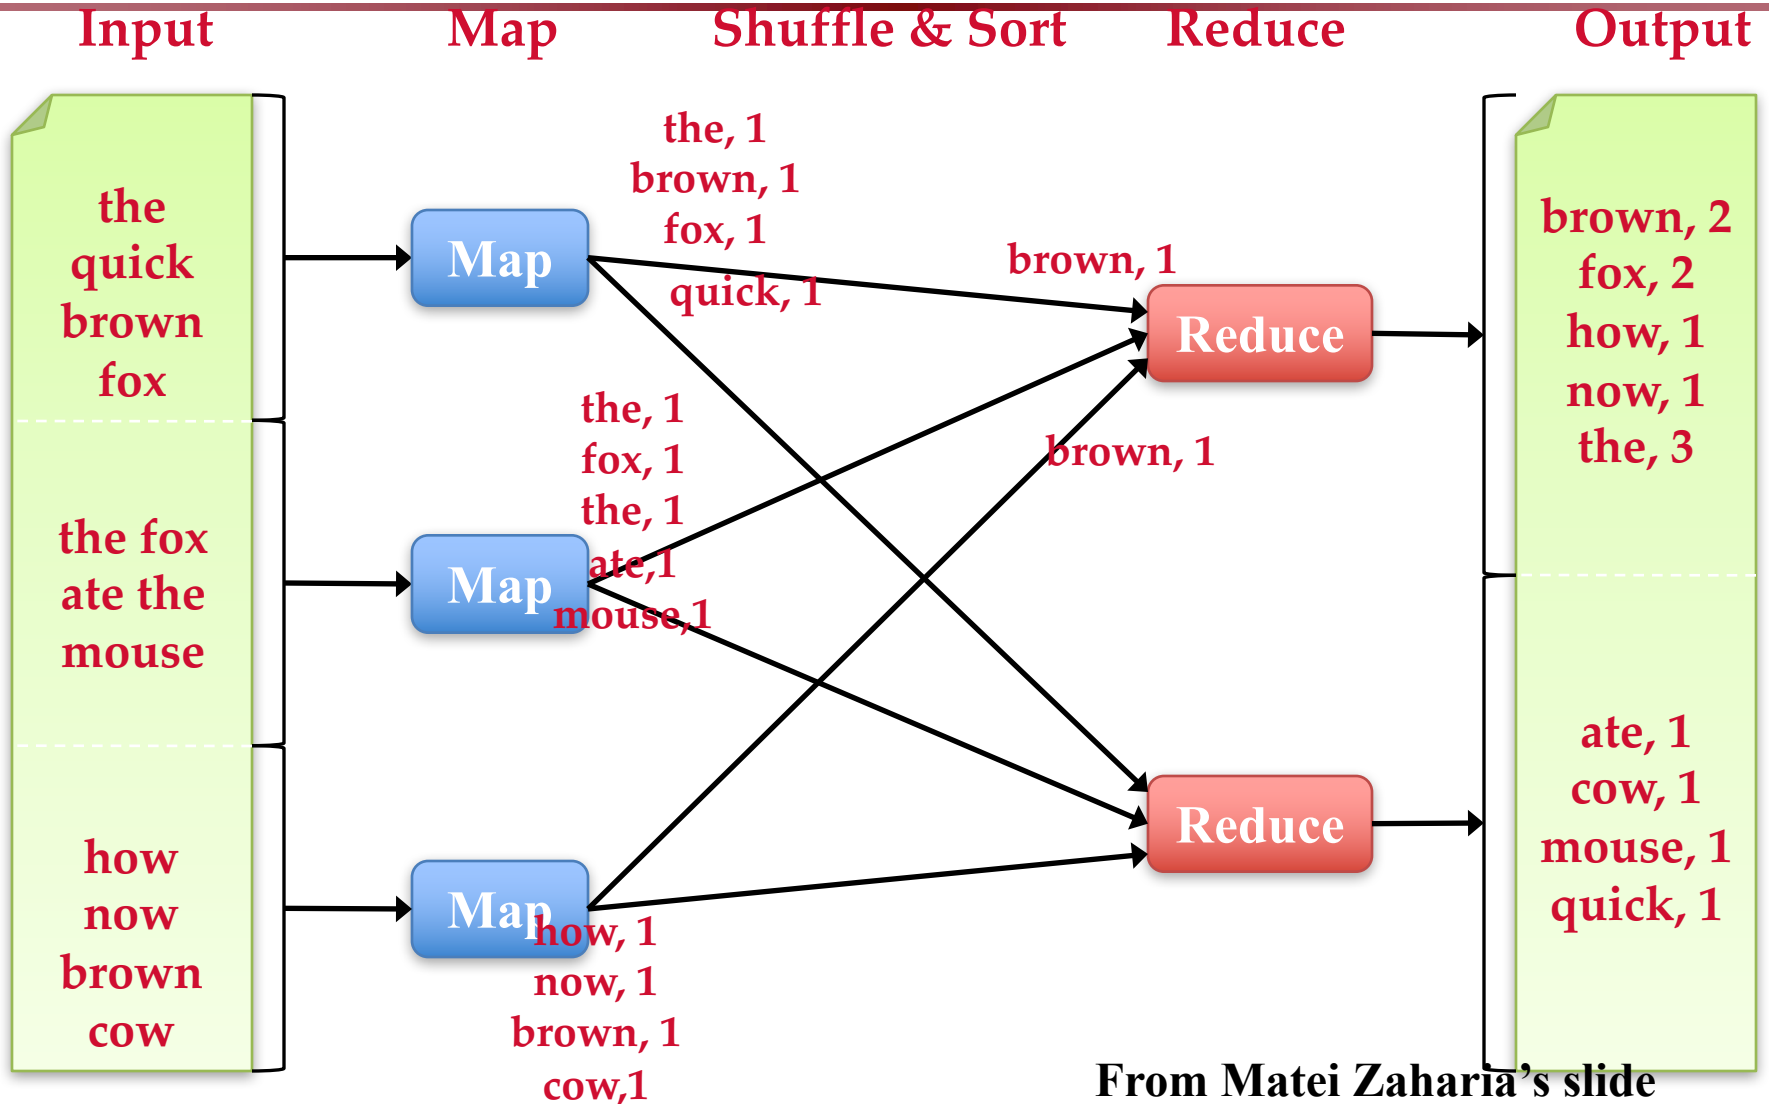 Input Map Shuffle & Sort Reduce Output
the
quick
brown
fox
the fox
ate the
mouse
how
now
brown
cow
Map
the, 1
brown, 1
fox, 1
quick, 1
Map
the, 1
fox, 1
the, 1
ate,1
mouse,1
Map
how, 1
now, 1
brown, 1
cow,1
brown, 1
Reduce
brown, 1
Reduce
brown, 2
fox, 2
how, 1
now, 1
the, 3
ate, 1
cow, 1
mouse, 1
quick, 1
From Matei Zaharia’s slide